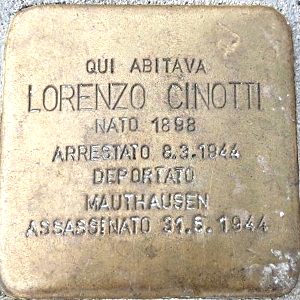 QUI ABITAVA
LORENZO CINOTTI
NATO 1898
ARRESTATO 8.3.1944
DEPORTATO
MAUTHAUSEN
ASSASSINATO 31.5.1944